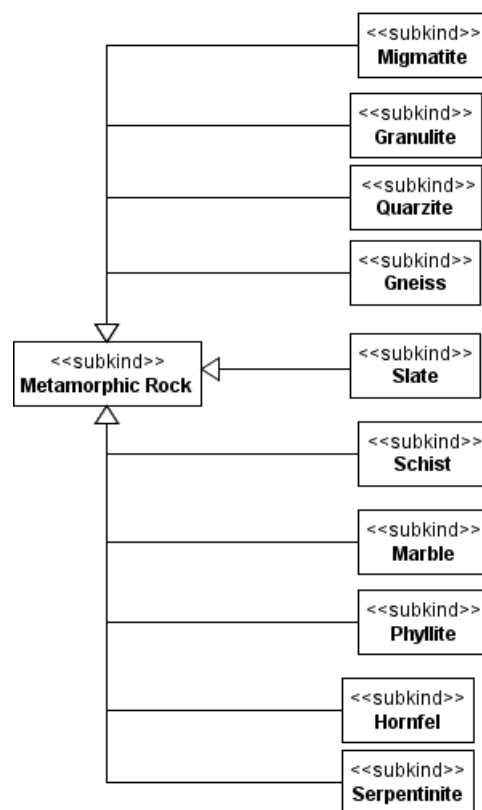 <<subkind>>
Migmatite
<<subkind>>
Granulite
<<subkind>>
Quarzite
<<subkind>>
Gneiss
<<subkind>>
Metamorphic Rock
<<subkind>>
Slate
<<subkind>>
Schist
<<subkind>>
Marble
<<subkind>>
Phyllite
<<subkind>>
Hornfel
<<subkind>>
Serpentinite